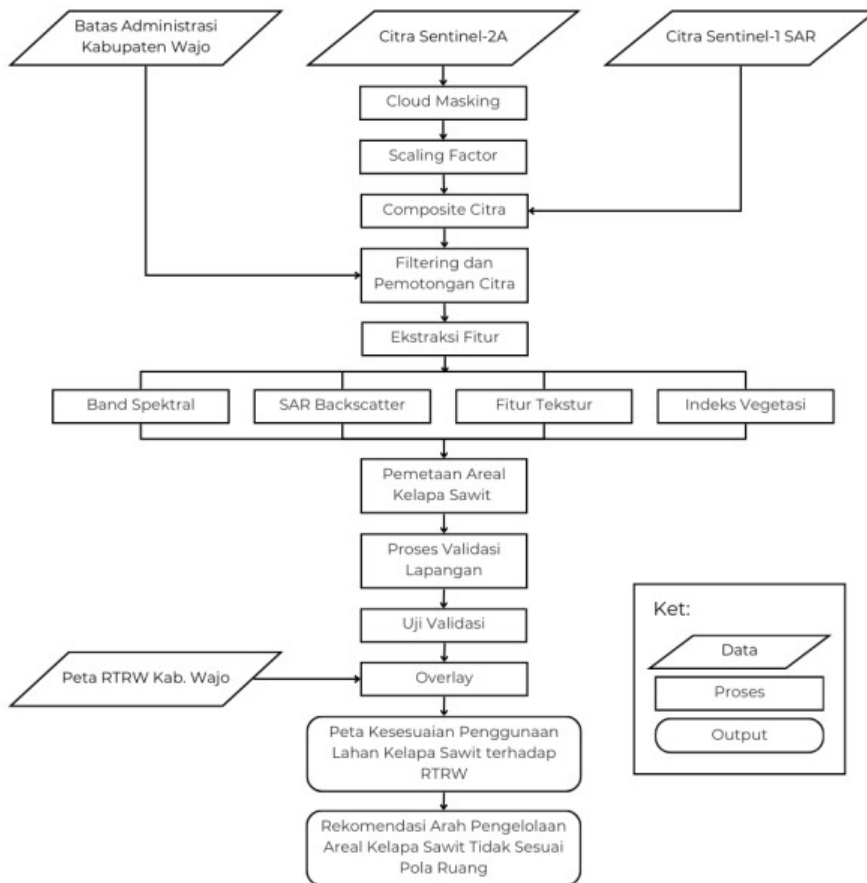 Batas Administrasi
Kabupaten Wajo
Citra Sentinel-2A
Citra Sentinel-1 SAR
Cloud Masking
Scaling Factor
Composite Citra
Filtering dan
Pemotongan Citra
Ekstraksi Fitur
Band Spektral
SAR Backscatter
Fitur Tekstur
Indeks Vegetasi
Pemetaan Areal
Kelapa Sawit
Proses Validasi
Lapangan
Uji Validasi
Peta RTRW Kab. Wajo
Overlay
Peta Kesesuaian Penggunaan
Lahan Kelapa Sawit terhadap
RTRW
Rekomendasi Arah Pengelolaan
Areal Kelapa Sawit Tidak Sesuai
Pola Ruang
Ket:
Data
Proses
Output